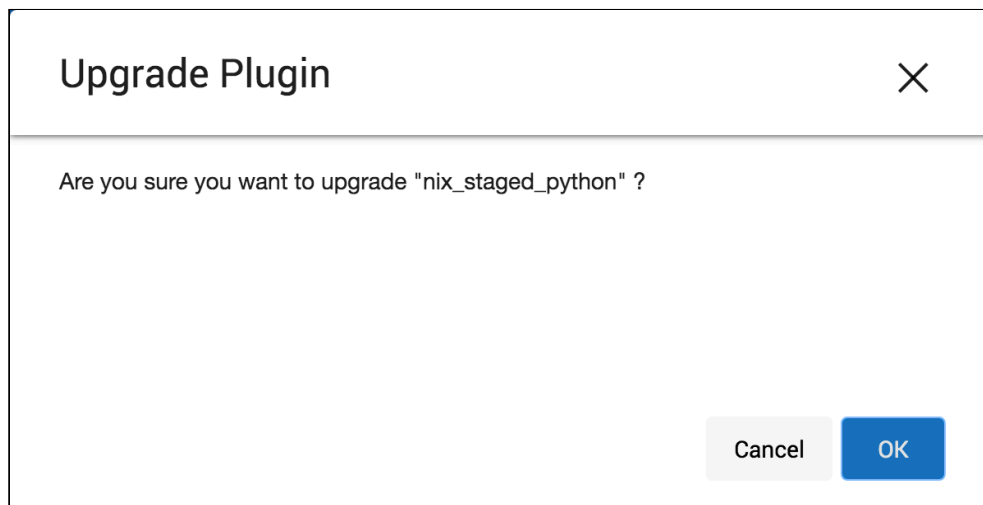 Upgrade Plugin
Are you sure you want to upgrade "nix_staged_python" ?
Cancel
OK